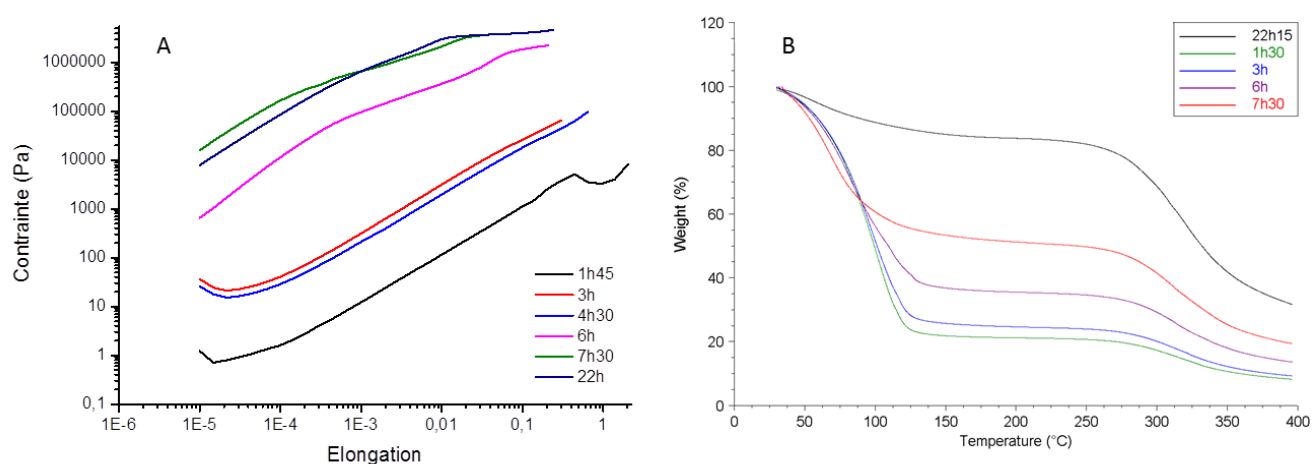 A
Contrainte (Pa)
1000000
100000
10000
1000
100
10
1
0,1
1E-6
1E-5
1E-4
1E-3
0,01
0,1
1
Elongation
1h45
3h
4h30
6h
7h30
22h
B
Weight (%)
120
100
80
60
40
20
0
0
50
100
150
200
250
300
350
400
Temperature (°C)
22h15
1h30
3h
6h
7h30